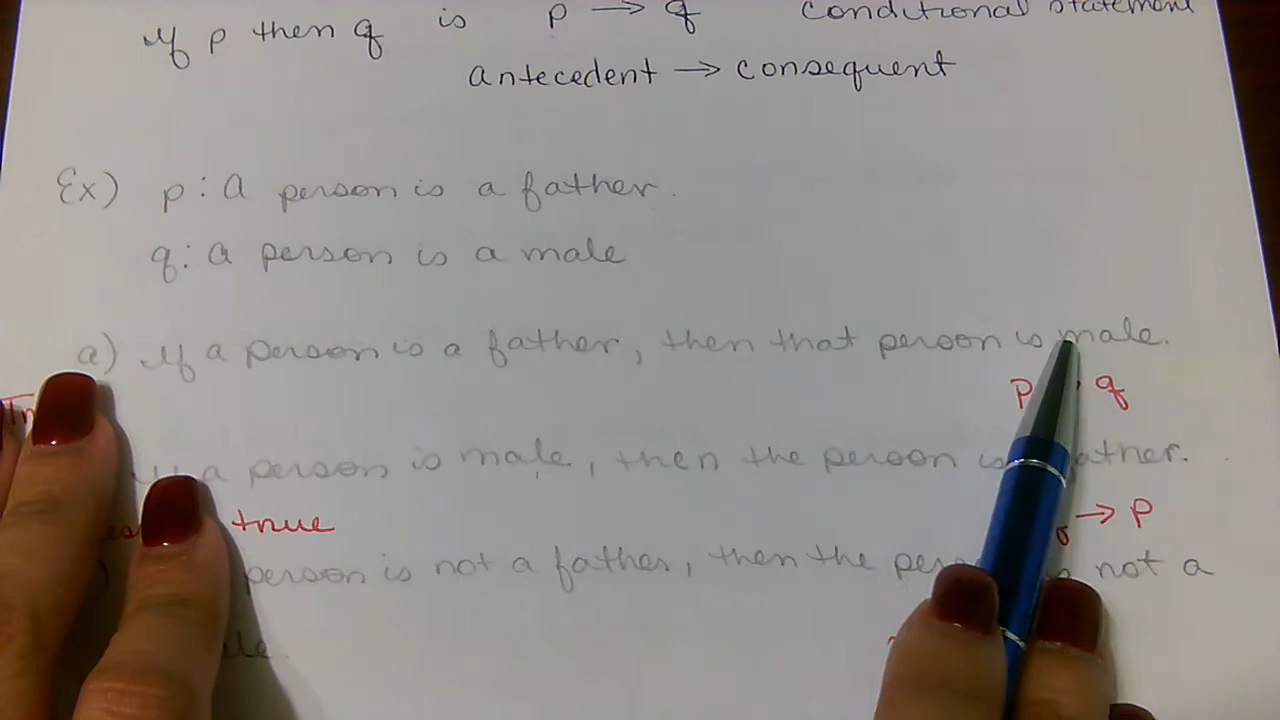 If p then q is p → q conditional statement
antecedent → consequent
Ex) p: a person is a father.
q: a person is a male
a) If a person is a father, then that person is male.
p q
a person is male, then the person is father.
true → p
person is not a father, then the not a